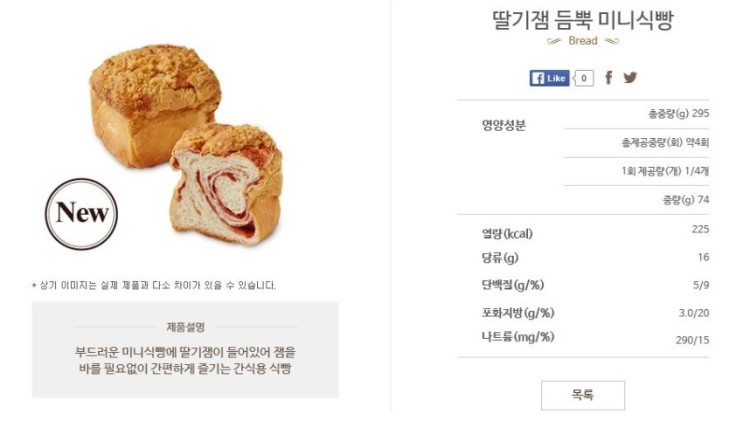 딸기잼 듬뿍 미니식빵
Bread
Like
0
New
* 상기 이미지는 실제 제품과 다소 차이가 있을 수 있습니다.
제품설명
부드러운 미니식빵에 딸기잼이 들어있어 잼을
바를 필요없이 간편하게 즐기는 간식용 식빵
영양성분
총중량(g) 295
총제공중량(회) 약4회
1회 제공량(개) 1/4개
중량(g) 74
열량(kcal) 225
당류(g) 16
단백질(g/%) 5/9
포화지방(g/%) 3.0/20
나트륨(mg/%) 290/15
목록